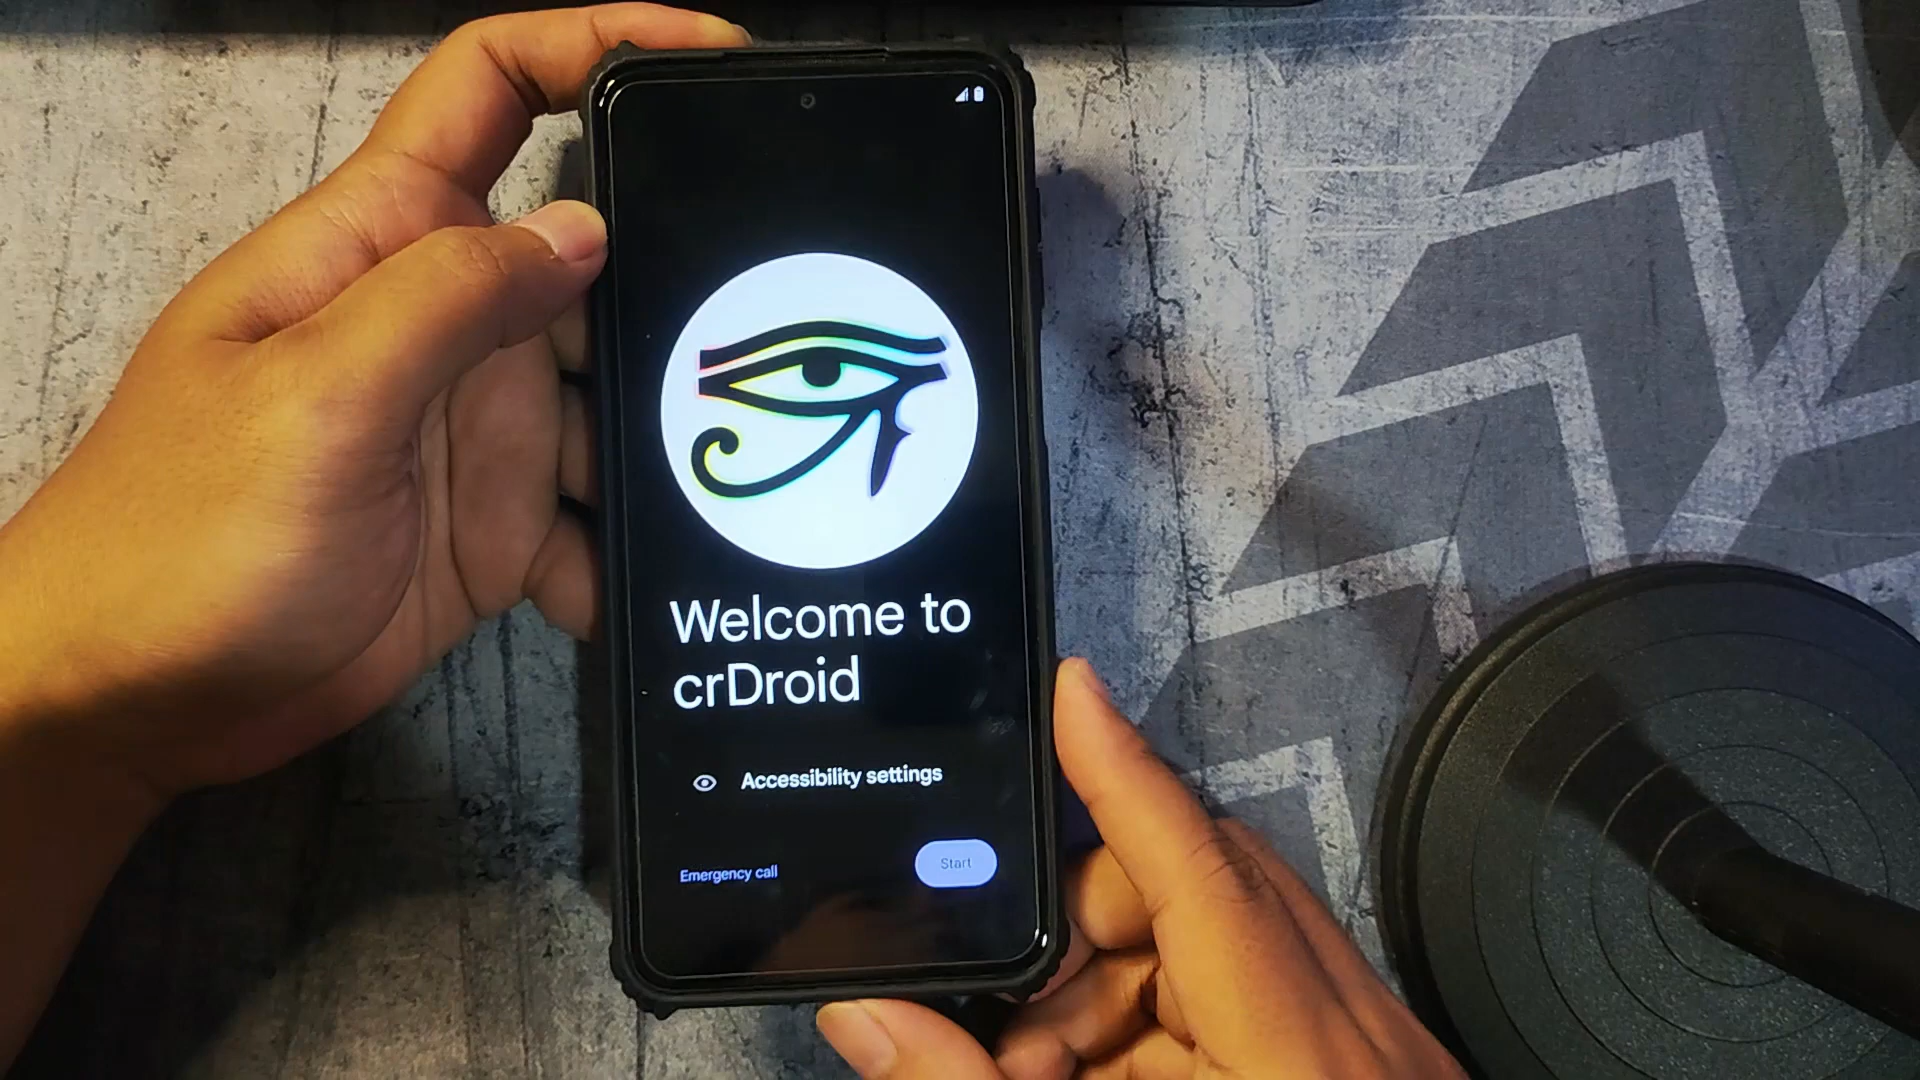 Welcome to
crDroid
Accessibility settings
Emergency call
Start